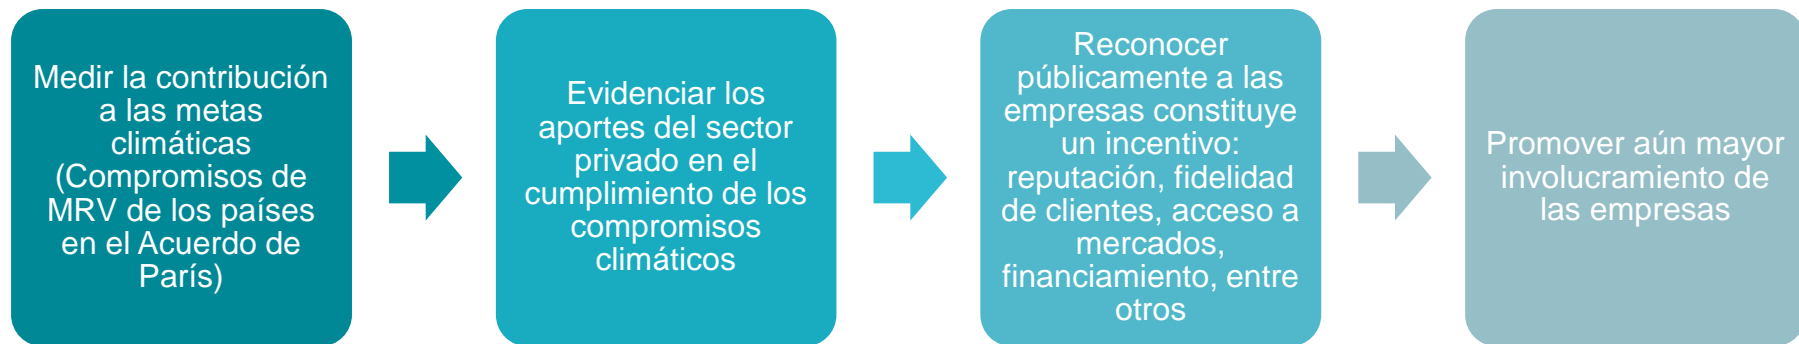 Medir la contribución
a las metas
climáticas
(Compromisos de
MRV de los países
en el Acuerdo de
París)
Evidenciar los
aportes del sector
privado en el
cumplimiento de los
compromisos
climáticos
Reconocer
públicamente a las
empresas constituye
un incentivo:
reputación, fidelidad
de clientes, acceso a
mercados,
financiamiento, entre
otros
Promover aún mayor
involucramiento de
las empresas